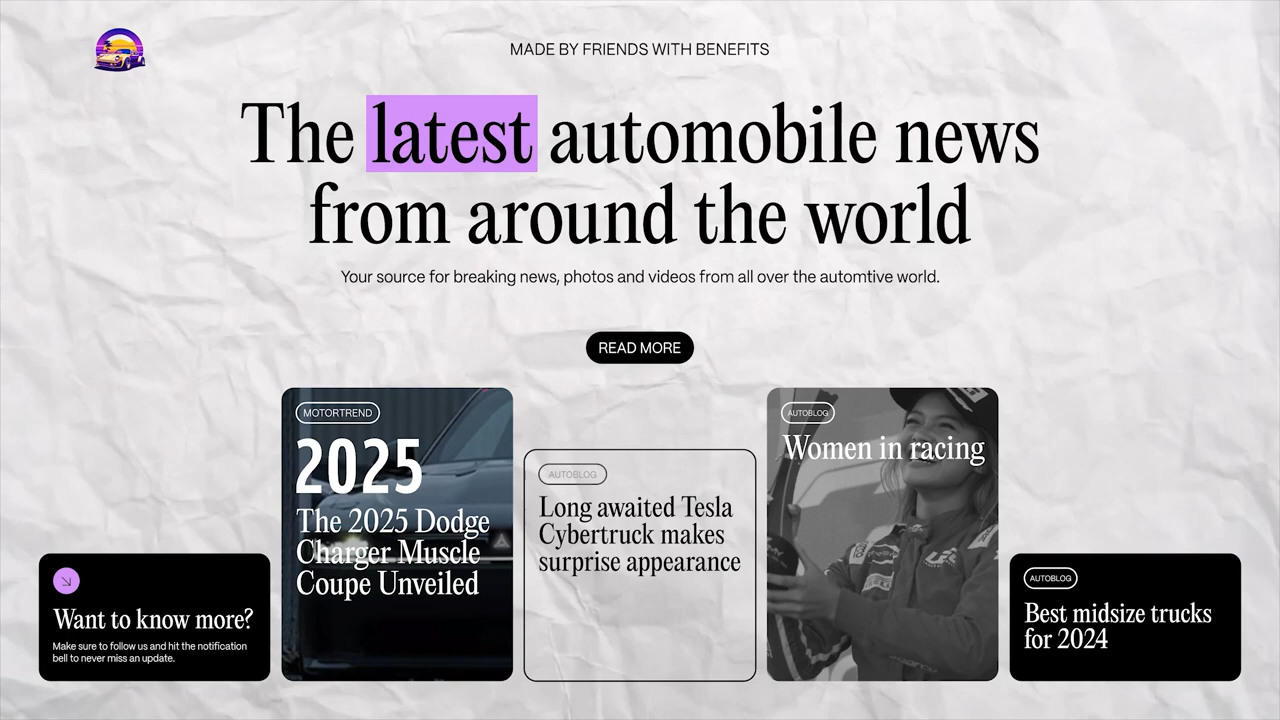 MADE BY FRIENDS WITH BENEFITS
The latest automobile news
from around the world
Your source for breaking news, photos and videos from all over the automtive world.
READ MORE
MOTORTREND
2025
The 2025 Dodge
Charger Muscle
Coupe Unveiled
AUTOBLOG
Long awaited Tesla
Cybertruck makes
surprise appearance
AUTOBLOG
Women in racing
Want to know more?
Make sure to follow us and hit the notification
bell to never miss an update.
AUTOBLOG
Best midsize trucks
for 2024